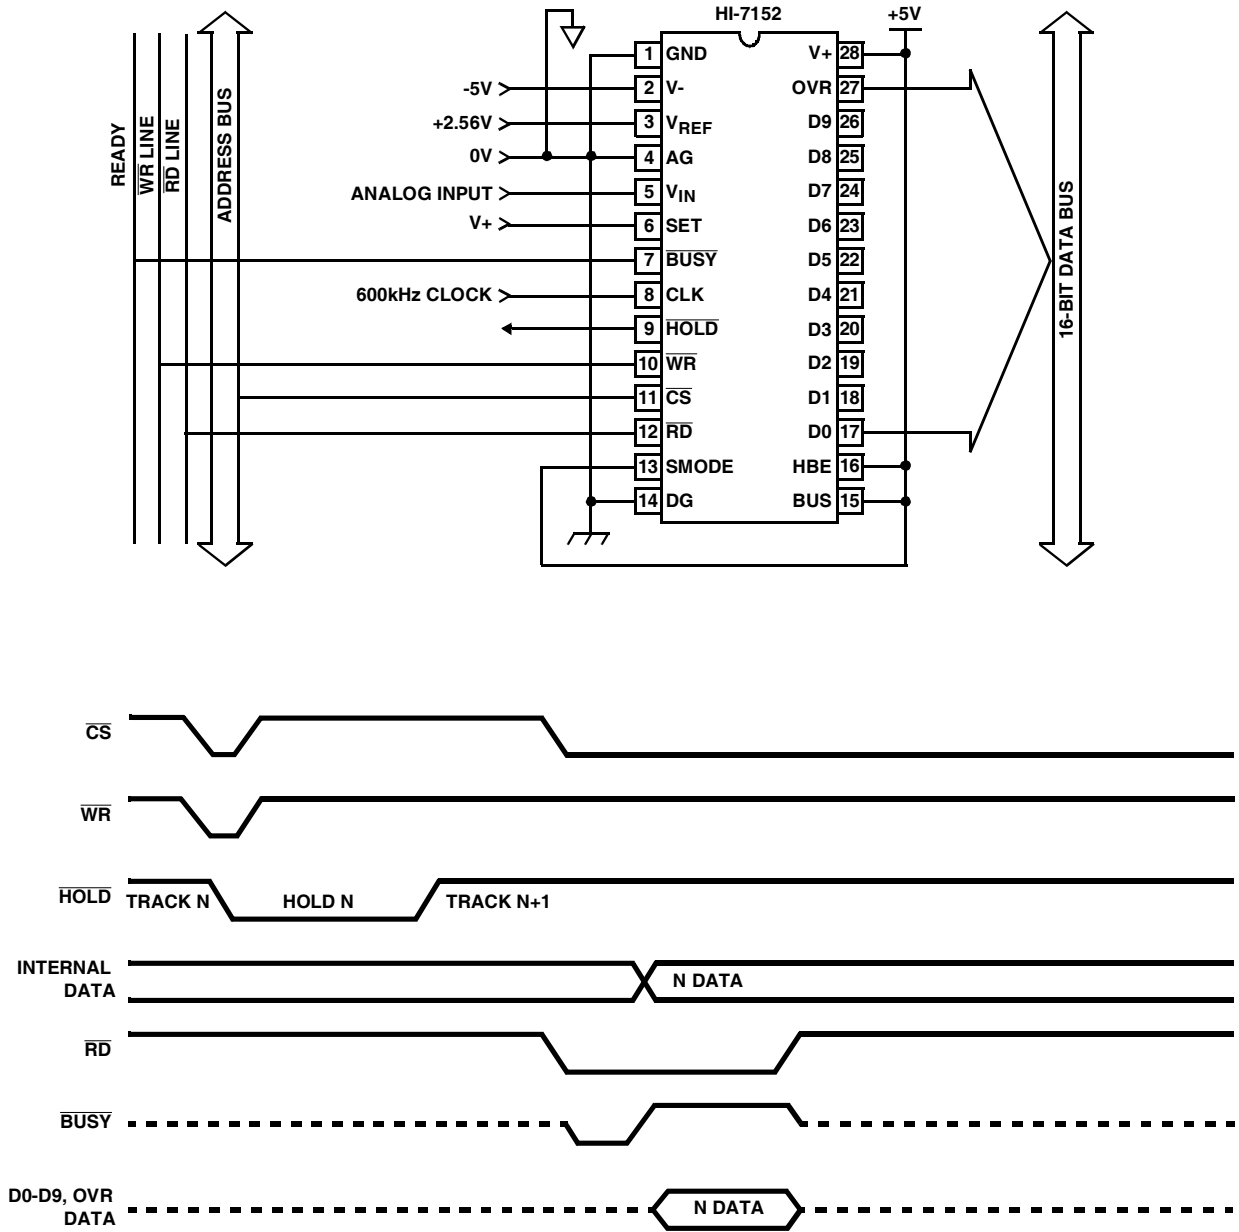 HI-7152
+5V
1 GND
V+ 28
-5V
2 V-
OVR 27
+2.56V
3 VREF
D9 26
0V
4 AG
D8 25
ANALOG INPUT
5 VIN
D7 24
V+
6 SET
D6 23
7 BUSY
D5 22
600kHz CLOCK
8 CLK
D4 21
9 HOLD
D3 20
10 WR
D2 19
11 CS
D1 18
12 RD
D0 17
13 SMODE
HBE 16
14 DG
BUS 15
READY
WR LINE
RD LINE
ADDRESS BUS
16-BIT DATA BUS
CS
WR
HOLD
TRACK N
HOLD N
TRACK N+1
INTERNAL
DATA
N DATA
RD
BUSY
D0-D9, OVR
DATA
N DATA